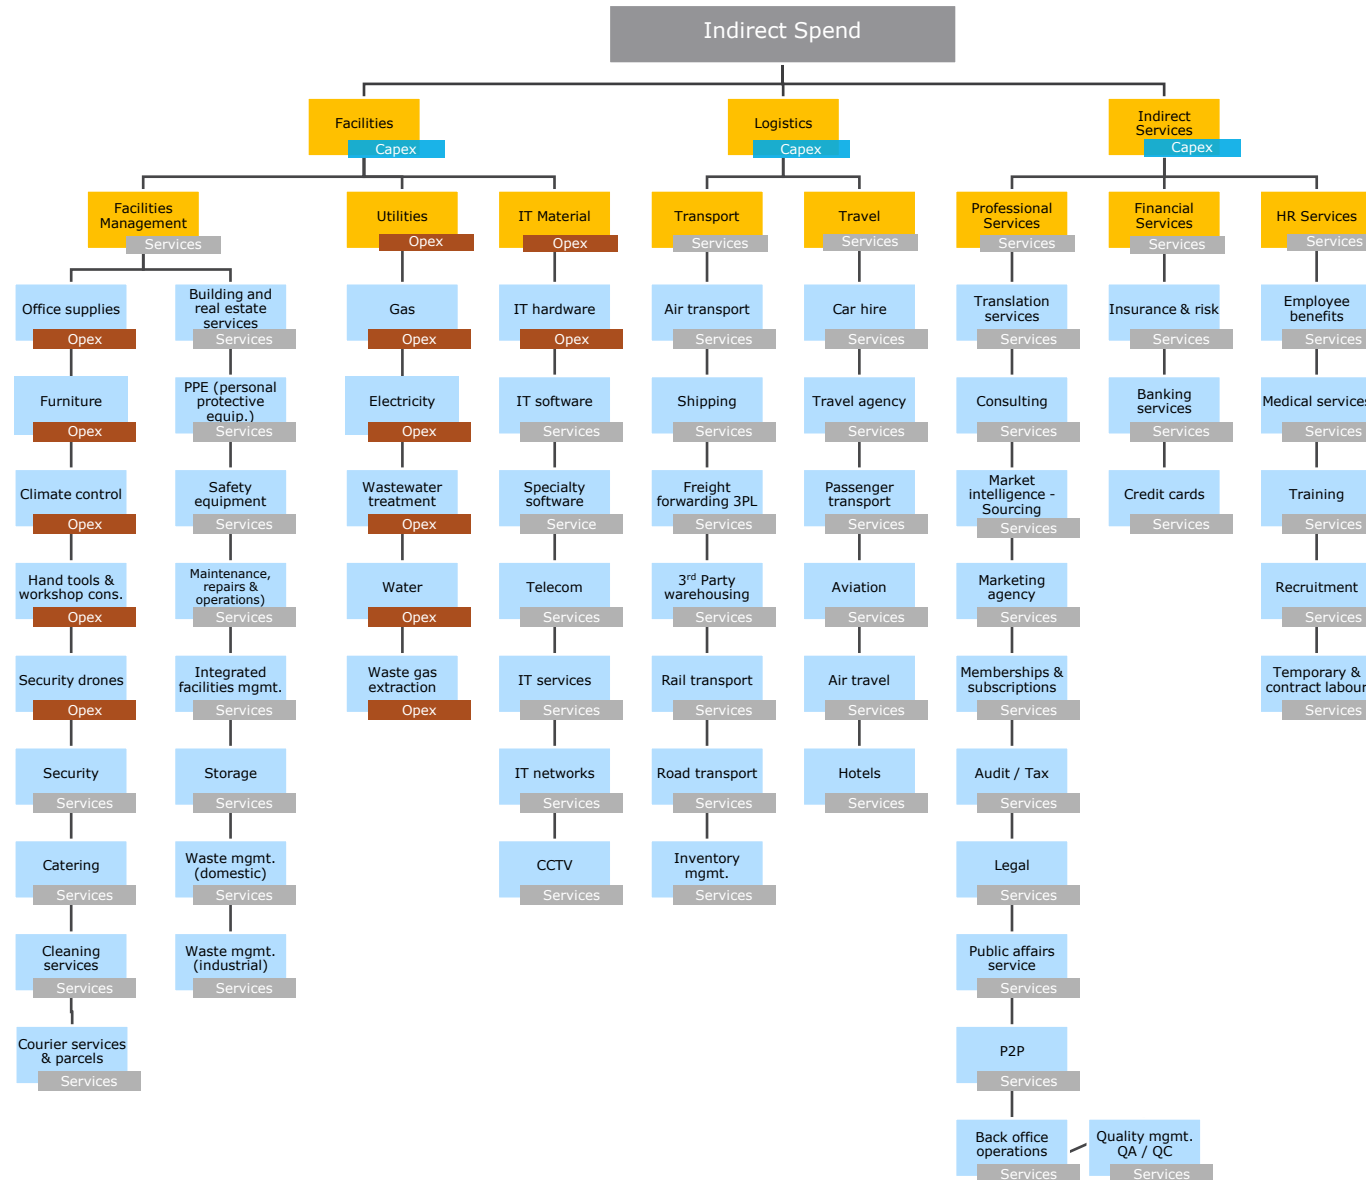 Indirect Spend
Facilities
Capex
Logistics
Capex
Indirect
Services
Capex
Facilities
Management
Services
Utilities
Opex
IT Material
Opex
Transport
Services
Travel
Services
Professional
Services
Services
Financial
Services
Services
HR Services
Services
Office supplies
Opex
Furniture
Opex
Climate control
Opex
Hand tools &
workshop cons.
Opex
Security drones
Opex
Security
Services
Catering
Services
Cleaning
services
Services
Courier services
& parcels
Services
Building and
real estate
services
Services
PPE (personal
protective
equip.)
Services
Safety
equipment
Services
Maintenance,
repairs &
operations)
Services
Integrated
facilities mgmt.
Services
Storage
Services
Waste mgmt.
(domestic)
Services
Waste mgmt.
(industrial)
Services
Gas
Opex
Electricity
Opex
Wastewater
treatment
Opex
Water
Opex
Waste gas
extraction
Opex
IT hardware
Opex
IT software
Services
Specialty
software
Service
Telecom
Services
IT services
Services
IT networks
Services
CCTV
Services
Air transport
Services
Shipping
Services
Freight
forwarding 3PL
Services
3rd Party
warehousing
Services
Rail transport
Services
Road transport
Services
Inventory
mgmt.
Services
Car hire
Services
Travel agency
Services
Passenger
transport
Services
Aviation
Services
Air travel
Services
Hotels
Services
Translation
services
Services
Consulting
Services
Market
intelligence -
Sourcing
Services
Marketing
agency
Services
Memberships &
subscriptions
Services
Audit / Tax
Services
Legal
Services
Public affairs
service
Services
P2P
Services
Back office
operations
Services
Quality mgmt.
QA / QC
Services
Insurance & risk
Services
Banking
services
Services
Credit cards
Services
Employee
benefits
Services
Medical services
Services
Training
Services
Recruitment
Services
Temporary &
contract labour
Services